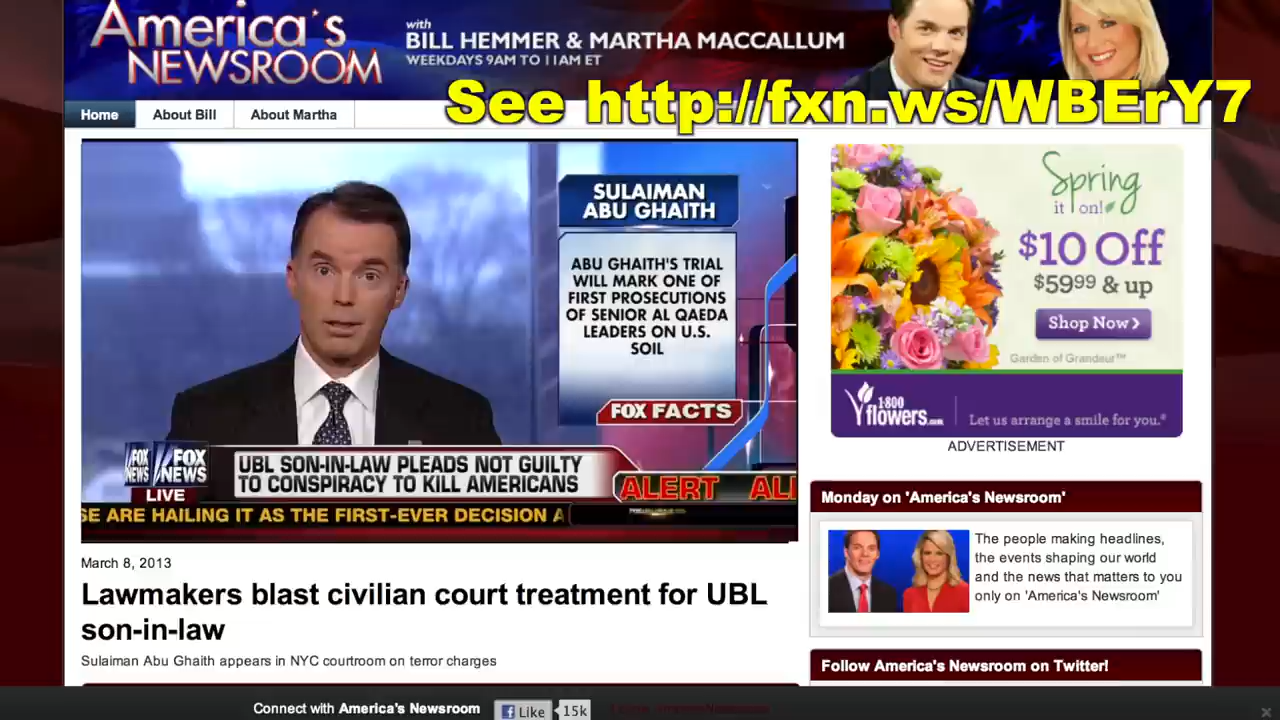 America's
NEWSROOM
with
BILL HEMMER & MARTHA MACCALLUM
WEEKDAYS 9AM TO 11AM ET
See http://fxn.ws/WBErY7
Home
About Bill
About Martha
SULAIMAN
ABU GHAITH
ABU GHAITH'S TRIAL
WILL MARK ONE OF
FIRST PROSECUTIONS
OF SENIOR AL QAEDA
LEADERS ON U.S.
SOIL
FOX FACTS
FOX
NEWS
FOX
NEWS
LIVE
UBL SON-IN-LAW PLEADS NOT GUILTY
TO CONSPIRACY TO KILL AMERICANS
ALERT ALE
SE ARE HAILING IT AS THE FIRST-EVER DECISION A
Spring
it on!
$10 Off
$59.99 & up
Shop Now >
Garden of Grandeur™
1·800
flowers.com
Let us arrange a smile for you.®
ADVERTISEMENT
March 8, 2013
Lawmakers blast civilian court treatment for UBL
son-in-law
Sulaiman Abu Ghaith appears in NYC courtroom on terror charges
Monday on 'America's Newsroom'
The people making headlines,
the events shaping our world
and the news that matters to you
only on 'America's Newsroom'
Follow America's Newsroom on Twitter!
Connect with America's Newsroom
Like
15k